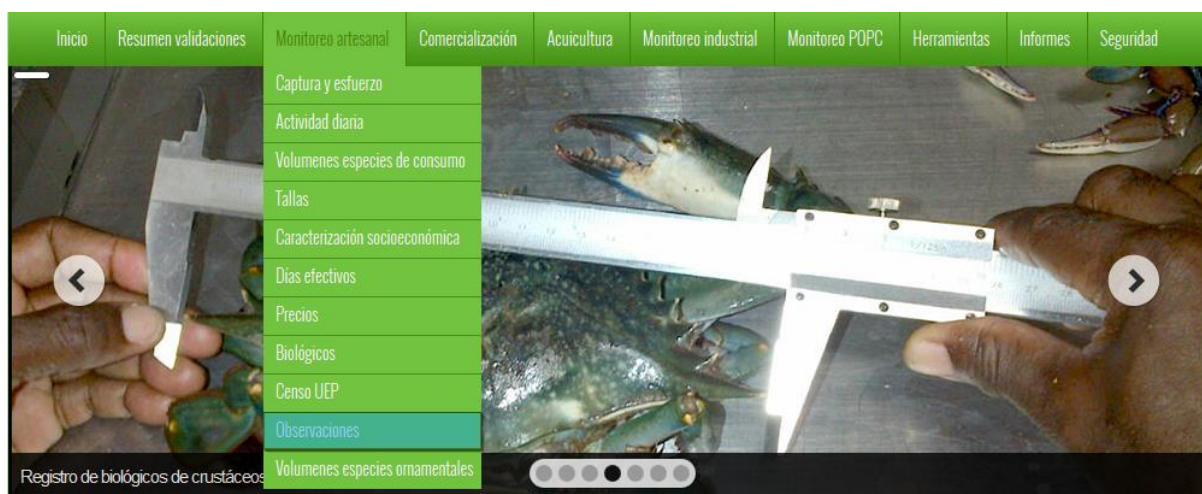 Inicio Resumen validaciones Monitoreo artesanal Comercialización Acuicultura Monitoreo industrial Monitoreo POPC Herramientas Informes Seguridad
Captura y esfuerzo
Actividad diaria
Volumenes especies de consumo
Tallas
Caracterización socioeconómica
Días efectivos
Precios
Biológicos
Censo UEP
Observaciones
Volumenes especies ornamentales
Registro de biológicos de crustáceos